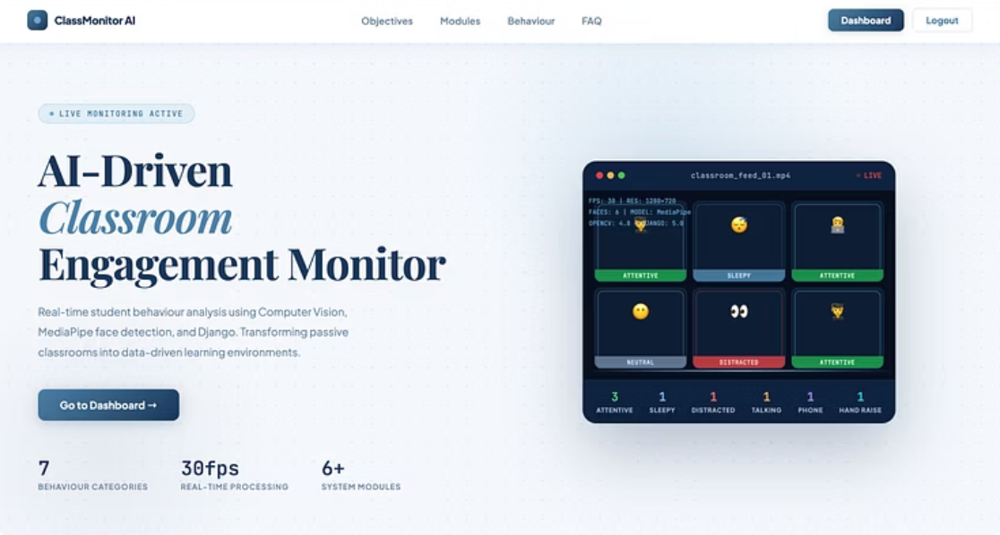 ClassMonitor AI
Objectives Modules Behaviour FAQ
Dashboard Logout
LIVE MONITORING ACTIVE
AI-Driven
Classroom
Engagement Monitor
Real-time student behaviour analysis using Computer Vision,
MediaPipe face detection, and Django. Transforming passive
classrooms into data-driven learning environments.
Go to Dashboard →
7
BEHAVIOUR CATEGORIES
30fps
REAL-TIME PROCESSING
6+
SYSTEM MODULES
classroom_feed_01.mp4 LIVE
FPS: 30 | RES: 1280×720
FACES: 6 | MODEL: MediaPipe
OPENCV: 4.8 DJANGO: 5.0
ATTENTIVE SLEEPY ATTENTIVE
NEUTRAL DISTRACTED ATTENTIVE
3 1 1 1 1 1
ATTENTIVE SLEEPY DISTRACTED TALKING PHONE HAND RAISE